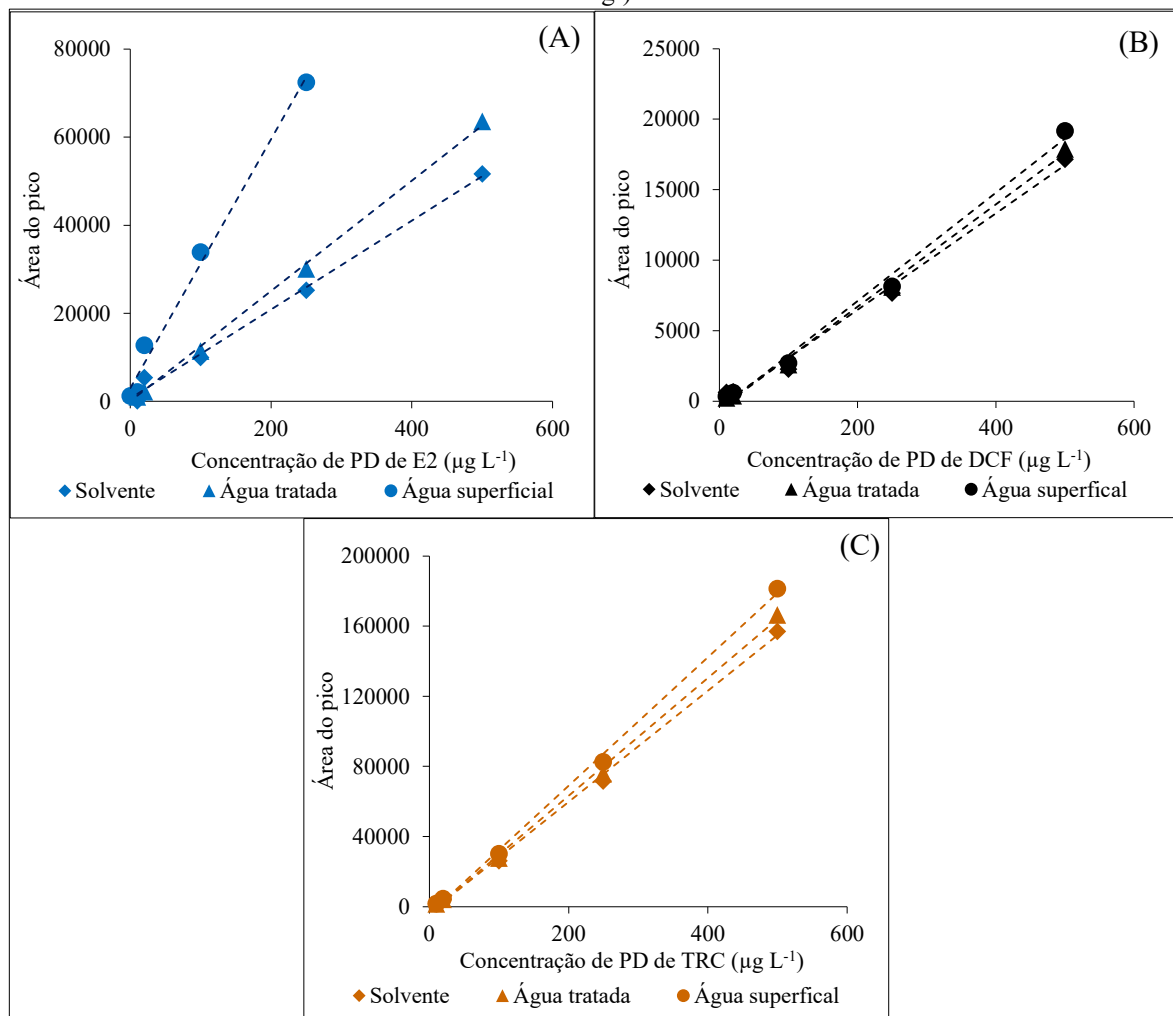 (A)
80000
60000
40000
20000
0
0 200 400 600
Área do pico
Concentração de PD de E2 (µg L-1)
Solvente Água tratada Água superficial
(B)
25000
20000
15000
10000
5000
0
0 200 400 600
Área do pico
Concentração de PD de DCF (µg L-1)
Solvente Água tratada Água superfical
(C)
200000
160000
120000
80000
40000
0
0 200 400 600
Área do pico
Concentração de PD de TRC (µg L-1)
Solvente Água tratada Água superfical